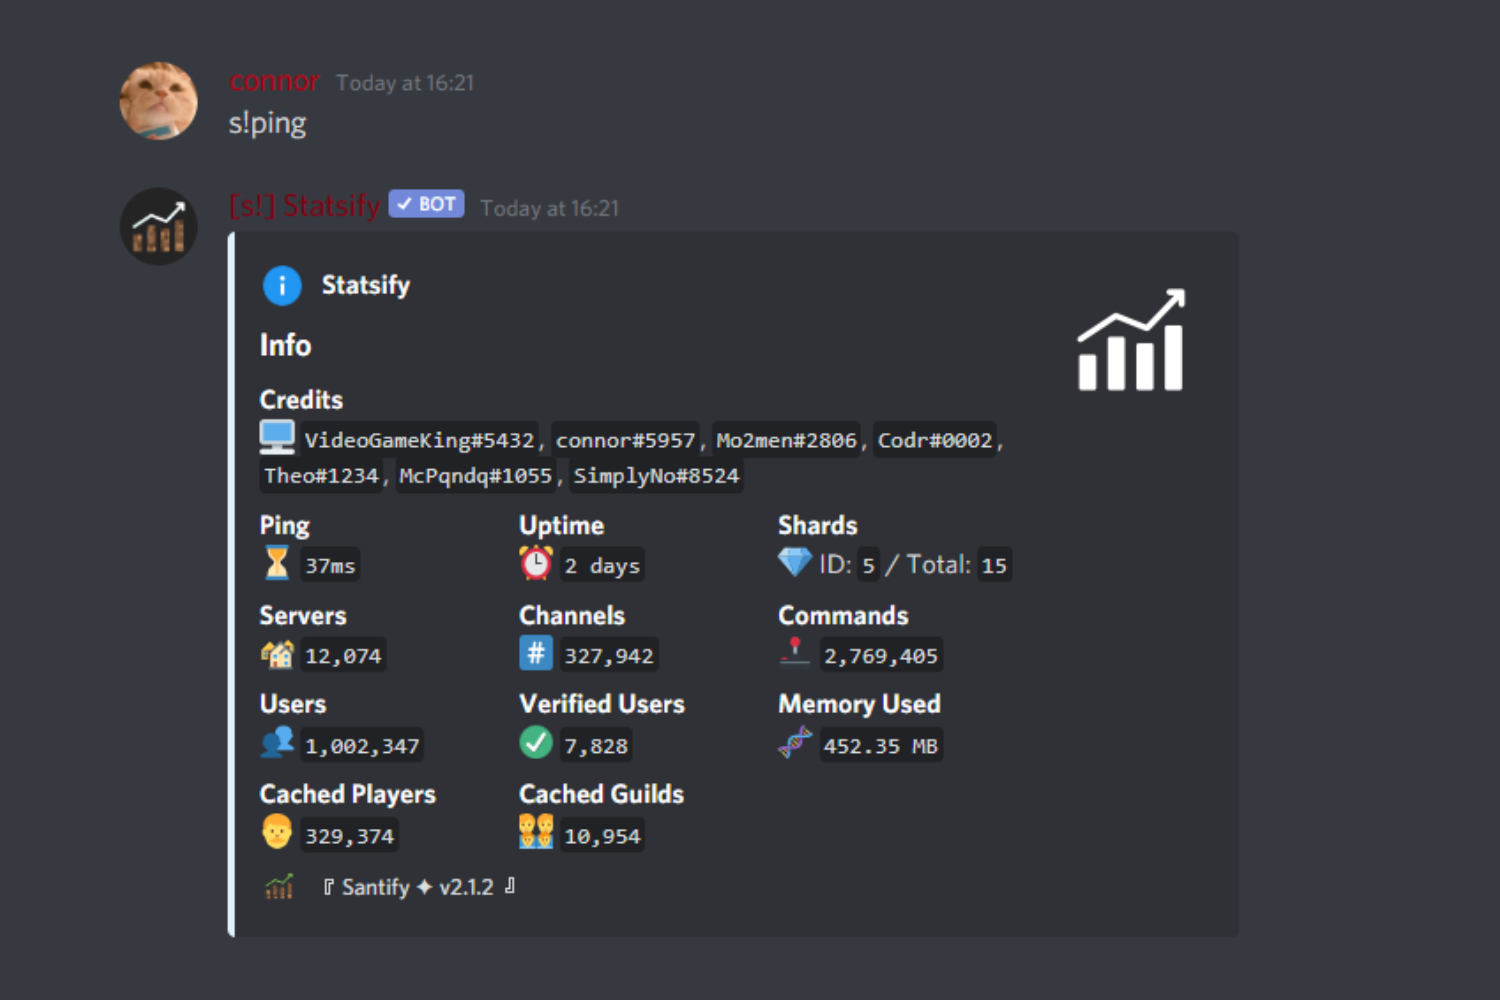 connor Today at 16:21
s!ping
[s!] Statsify ✓ BOT Today at 16:21
i Statsify
Info
Credits
VideoGameKing#5432, connor#5957, Mo2men#2806, Codr#0002,
Theo#1234, McPqndq#1055, SimplyNo#8524
Ping Uptime Shards
37ms 2 days ID: 5 / Total: 15
Servers Channels Commands
12,074 # 327,942 2,769,405
Users Verified Users Memory Used
1,002,347 7,828 452.35 MB
Cached Players Cached Guilds
329,374 10,954
『 Santify ✦ v2.1.2 』